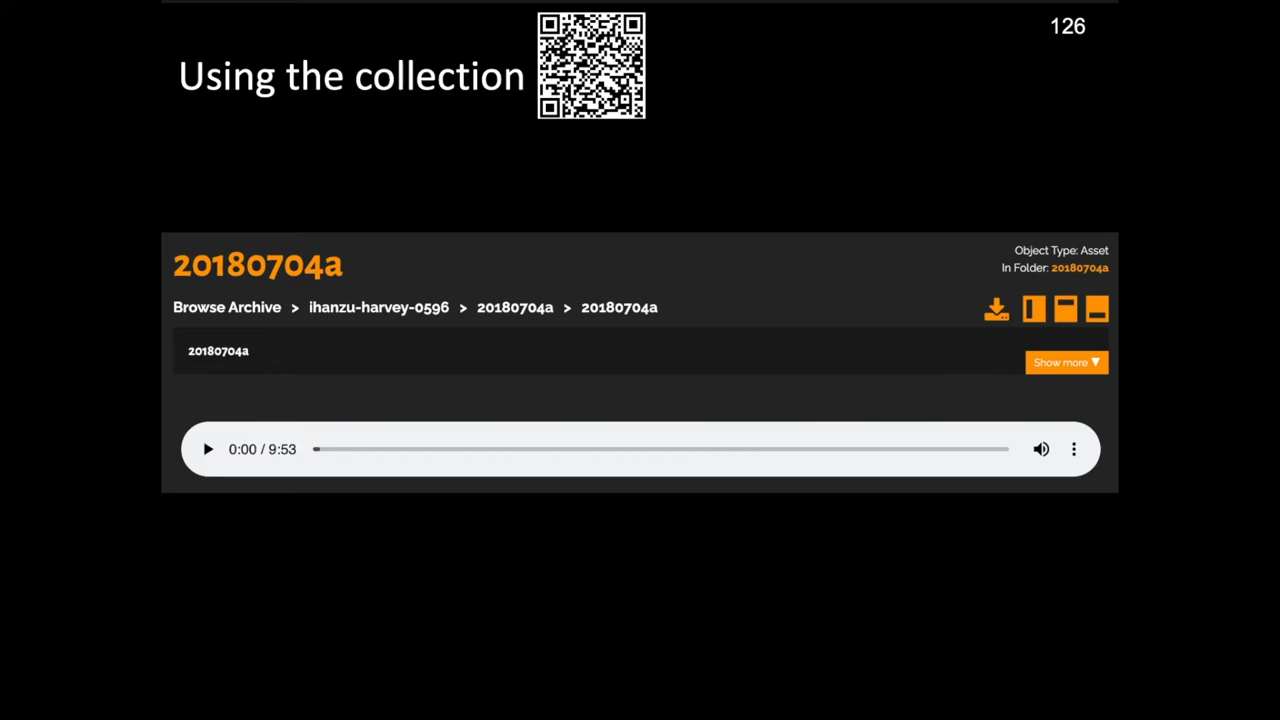 126
Using the collection
20180704a
Object Type: Asset
In Folder: 20180704a
Browse Archive > ihanzu-harvey-0596 > 20180704a > 20180704a
20180704a
Show more ▼
0:00 / 9:53